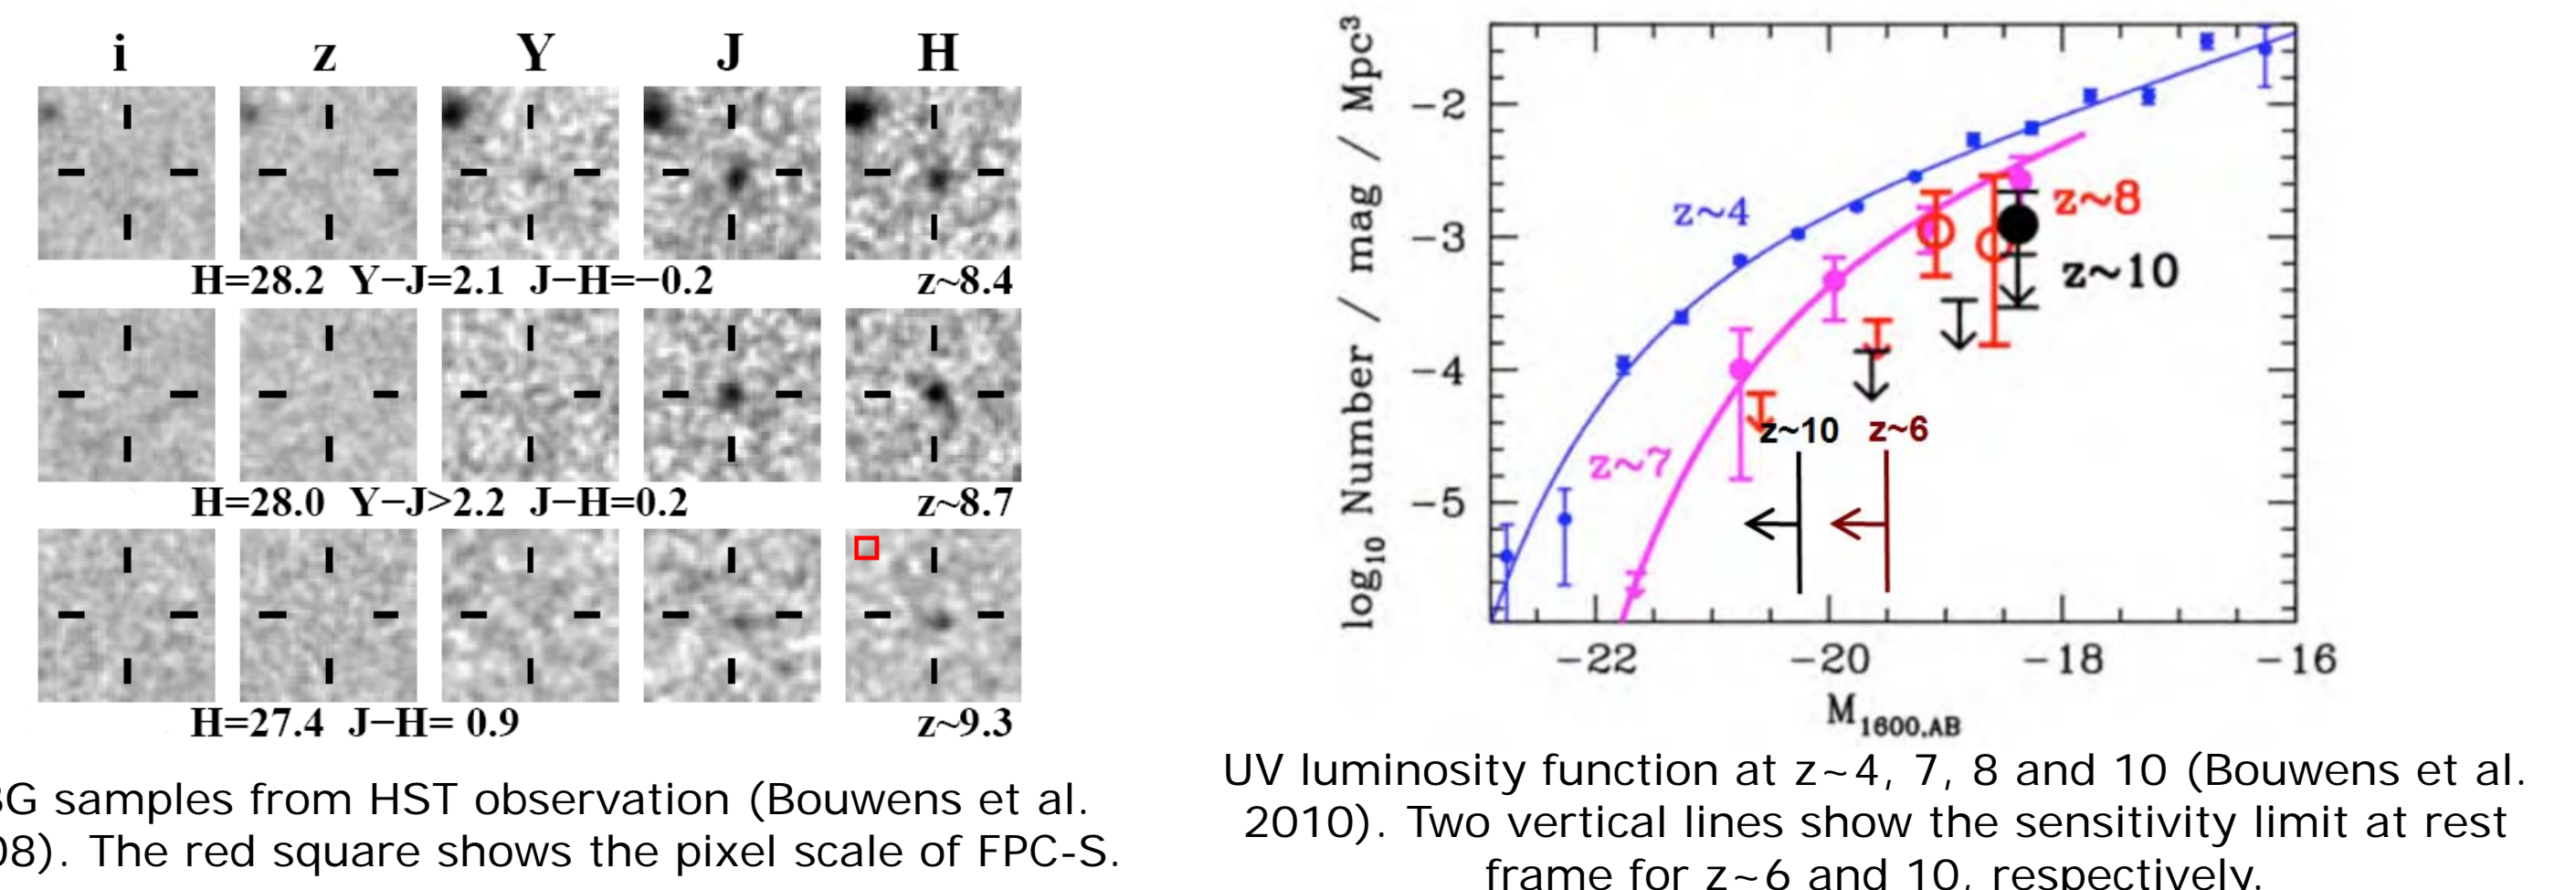 i z Y J H
H=28.2 Y−J=2.1 J−H=−0.2 z~8.4
H=28.0 Y−J>2.2 J−H=0.2 z~8.7
H=27.4 J−H= 0.9 z~9.3
BG samples from HST observation (Bouwens et al.
08). The red square shows the pixel scale of FPC-S.
log₁₀ Number / mag / Mpc³
−2
−3
−4
−5
z~4
z~8
z~10
z~10 z~6
z~7
−22 −20 −18 −16
M₁₆₀₀,AB
UV luminosity function at z~4, 7, 8 and 10 (Bouwens et al.
2010). Two vertical lines show the sensitivity limit at rest
frame for z~6 and 10, respectively.